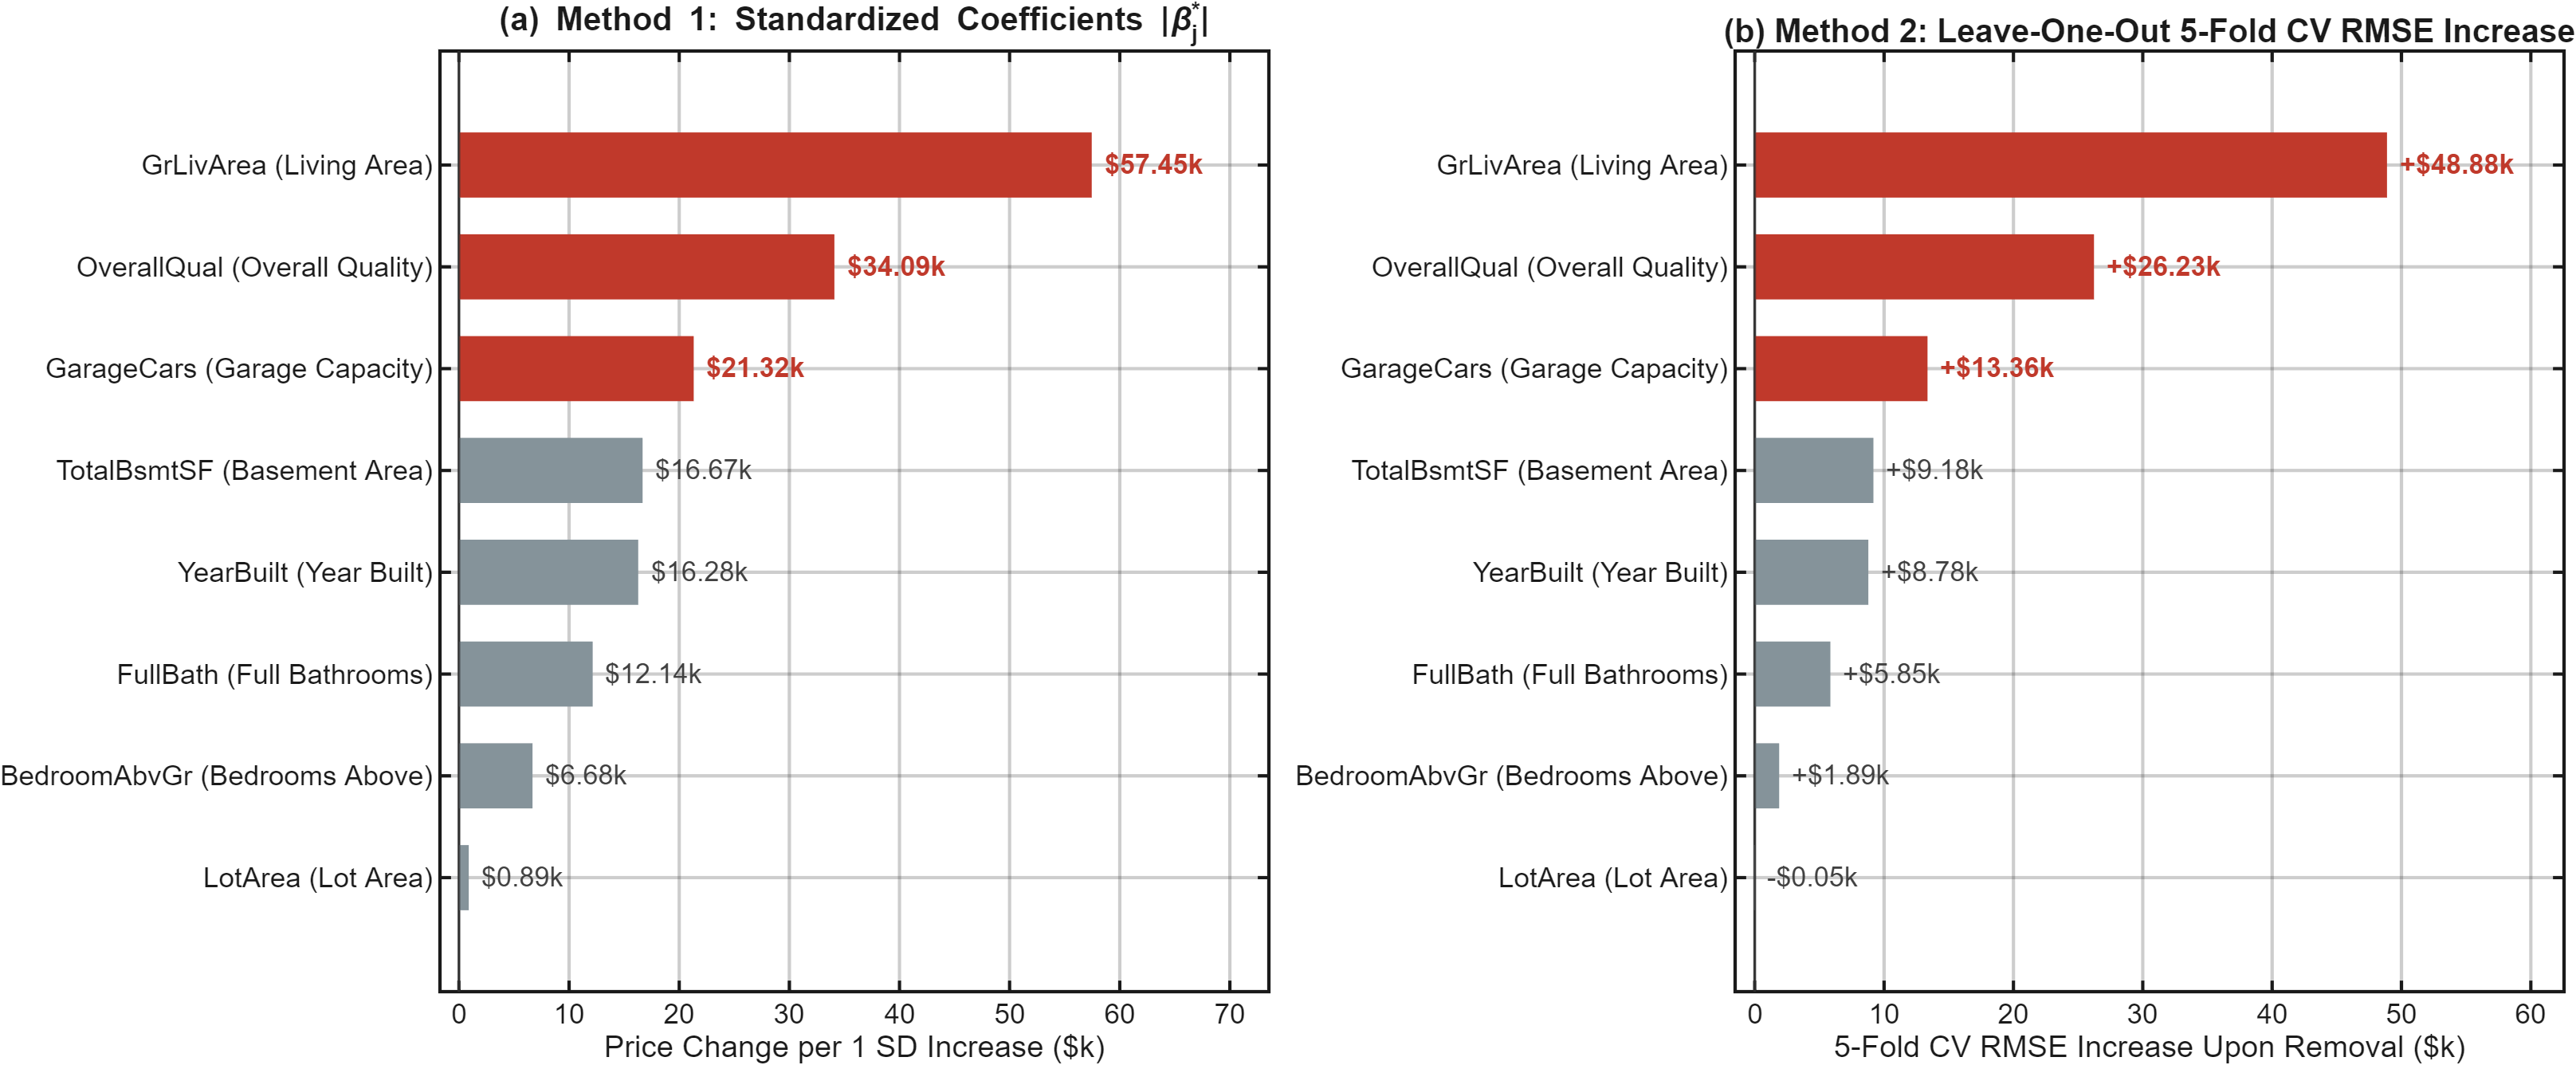 (a) Method 1: Standardized Coefficients |β*j|
GrLivArea (Living Area)
$57.45k
OverallQual (Overall Quality)
$34.09k
GarageCars (Garage Capacity)
$21.32k
TotalBsmtSF (Basement Area)
$16.67k
YearBuilt (Year Built)
$16.28k
FullBath (Full Bathrooms)
$12.14k
BedroomAbvGr (Bedrooms Above)
$6.68k
LotArea (Lot Area)
$0.89k
0 10 20 30 40 50 60 70
Price Change per 1 SD Increase ($k)
(b) Method 2: Leave-One-Out 5-Fold CV RMSE Increase
GrLivArea (Living Area)
+$48.88k
OverallQual (Overall Quality)
+$26.23k
GarageCars (Garage Capacity)
+$13.36k
TotalBsmtSF (Basement Area)
+$9.18k
YearBuilt (Year Built)
+$8.78k
FullBath (Full Bathrooms)
+$5.85k
BedroomAbvGr (Bedrooms Above)
+$1.89k
LotArea (Lot Area)
-$0.05k
0 10 20 30 40 50 60
5-Fold CV RMSE Increase Upon Removal ($k)